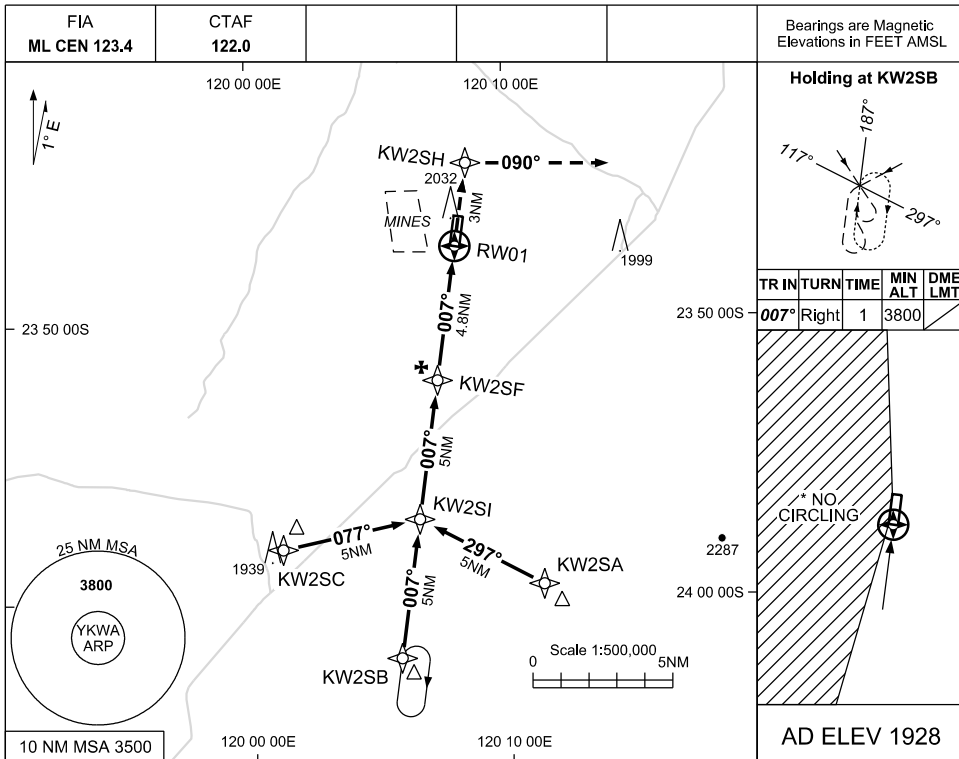 FIA
ML CEN 123.4
CTAF
122.0
Bearings are Magnetic
Elevations in FEET AMSL
120 00 00E
120 10 00E
1° E
KW2SH
090°
2032
MINES
3NM
RW01
1999
007°
4.8NM
23 50 00S
23 50 00S
KW2SF
007°
5NM
KW2SI
077°
5NM
297°
5NM
1939
KW2SC
KW2SA
2287
24 00 00S
007°
5NM
KW2SB
25 NM MSA
3800
YKWA
ARP
10 NM MSA 3500
Scale 1:500,000
0
5NM
120 00 00E
120 10 00E
Holding at KW2SB
187°
117°
297°
TR IN TURN TIME MIN ALT DME LMT
007° Right 1 3800
* NO
CIRCLING
AD ELEV 1928